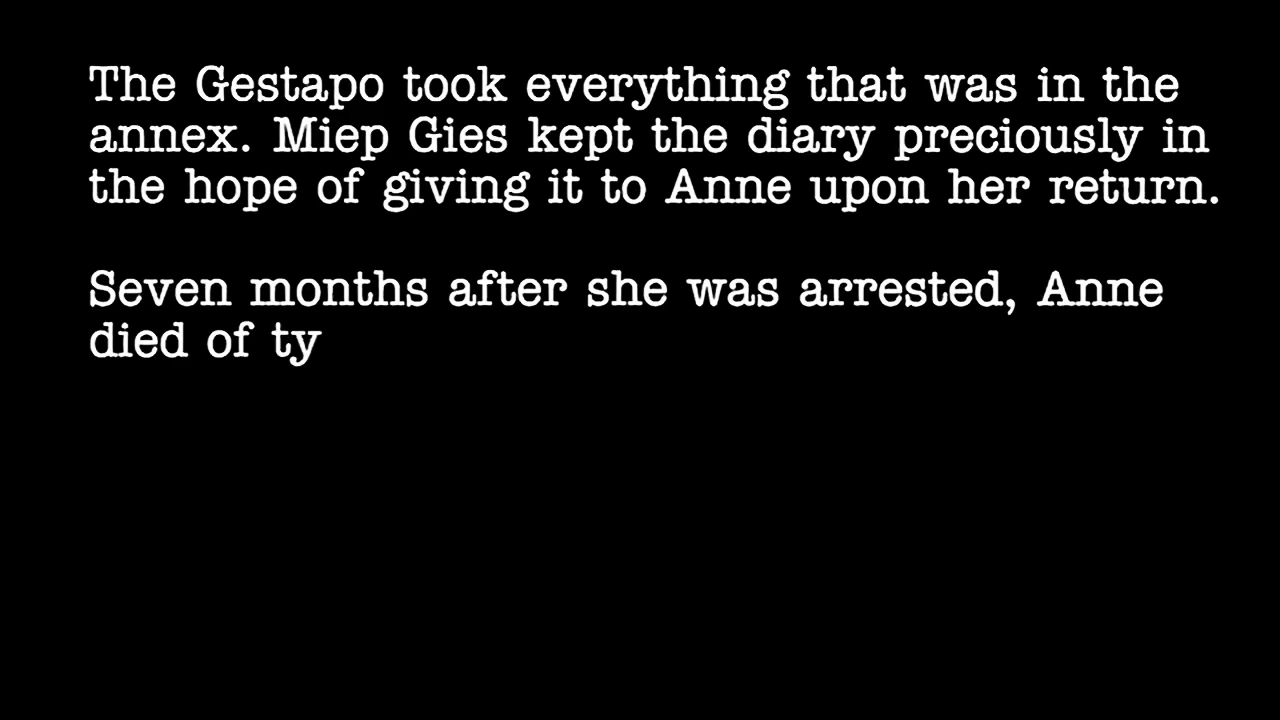 The Gestapo took everything that was in the
annex. Miep Gies kept the diary preciously in
the hope of giving it to Anne upon her return.
Seven months after she was arrested, Anne
died of ty